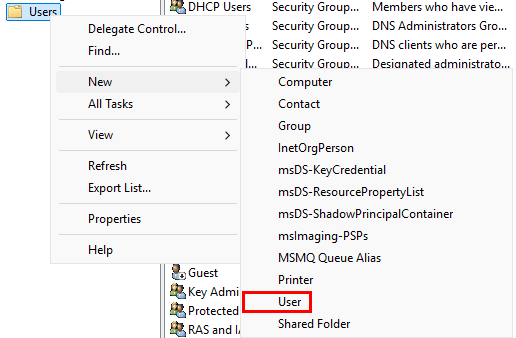 Users
DHCP Users Security Group... Members who have vie...
Security Group... DNS Administrators Gro...
Security Group... DNS clients who are per...
Security Group... Designated administrato...
Delegate Control...
Find...
New
All Tasks
View
Refresh
Export List...
Properties
Help
Computer
Contact
Group
InetOrgPerson
msDS-KeyCredential
msDS-ResourcePropertyList
msDS-ShadowPrincipalContainer
msImaging-PSPs
MSMQ Queue Alias
Printer
User
Shared Folder
Guest
Key Admi
Protected
RAS and IA